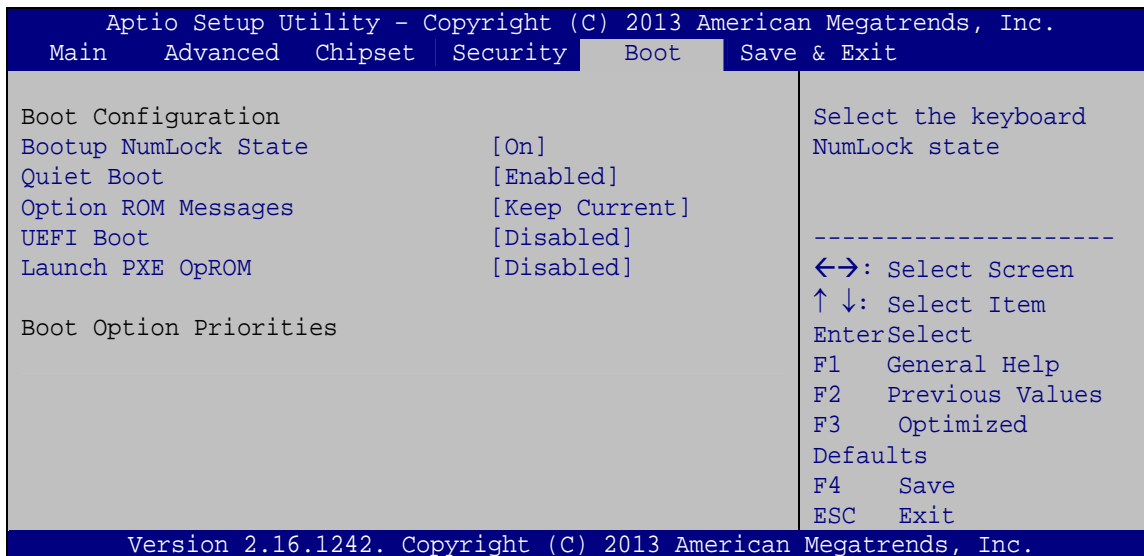 Aptio Setup Utility – Copyright (C) 2013 American Megatrends, Inc.
Main Advanced Chipset Security Boot Save & Exit
Boot Configuration
Bootup NumLock State [On]
Quiet Boot [Enabled]
Option ROM Messages [Keep Current]
UEFI Boot [Disabled]
Launch PXE OpROM [Disabled]
Boot Option Priorities
Select the keyboard
NumLock state
---------------------
←→: Select Screen
↑ ↓: Select Item
EnterSelect
F1 General Help
F2 Previous Values
F3 Optimized
Defaults
F4 Save
ESC Exit
Version 2.16.1242. Copyright (C) 2013 American Megatrends, Inc.